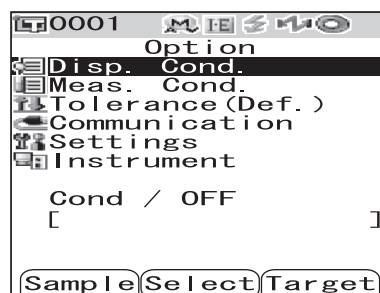 0001 M I·E
Option
Disp. Cond.
Meas. Cond.
Tolerance(Def.)
Communication
Settings
Instrument
Cond / OFF
[ ]
Sample Select Target